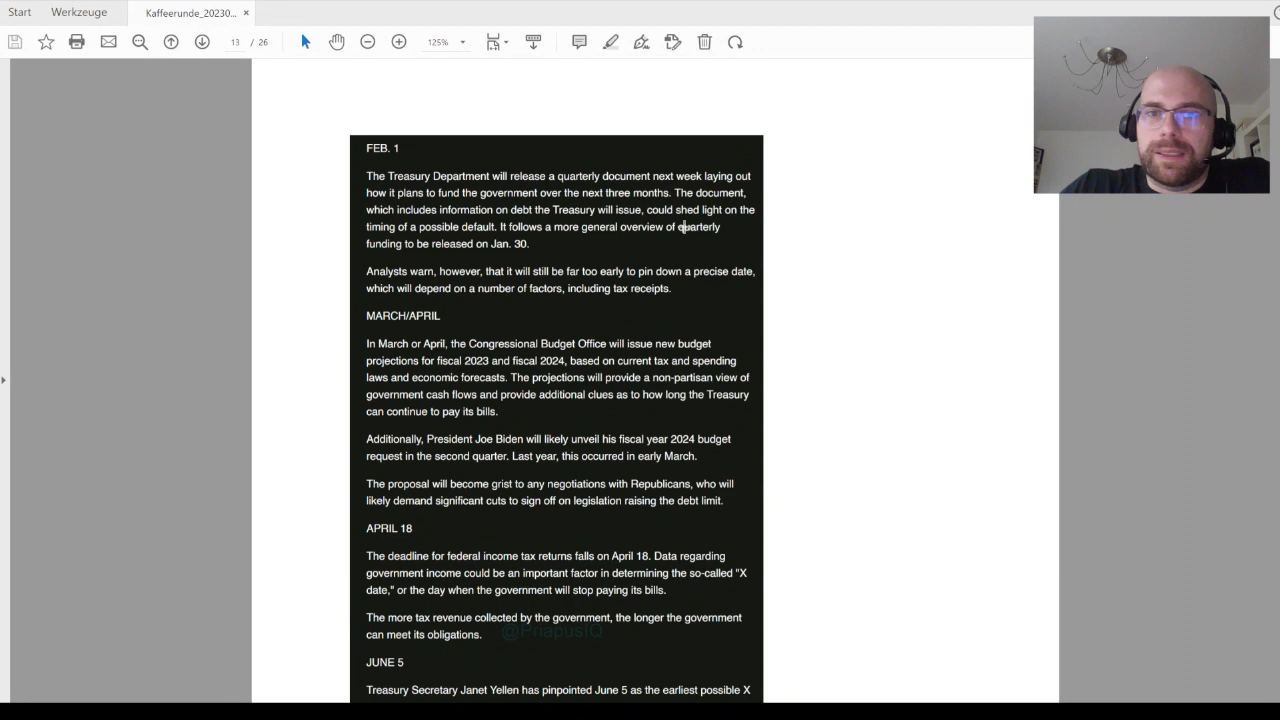 Start
Werkzeuge
Kaffeerunde_20230...
13 / 26
125%
FEB. 1
The Treasury Department will release a quarterly document next week laying out
how it plans to fund the government over the next three months. The document,
which includes information on debt the Treasury will issue, could shed light on the
timing of a possible default. It follows a more general overview of quarterly
funding to be released on Jan. 30.
Analysts warn, however, that it will still be far too early to pin down a precise date,
which will depend on a number of factors, including tax receipts.
MARCH/APRIL
In March or April, the Congressional Budget Office will issue new budget
projections for fiscal 2023 and fiscal 2024, based on current tax and spending
laws and economic forecasts. The projections will provide a non-partisan view of
government cash flows and provide additional clues as to how long the Treasury
can continue to pay its bills.
Additionally, President Joe Biden will likely unveil his fiscal year 2024 budget
request in the second quarter. Last year, this occurred in early March.
The proposal will become grist to any negotiations with Republicans, who will
likely demand significant cuts to sign off on legislation raising the debt limit.
APRIL 18
The deadline for federal income tax returns falls on April 18. Data regarding
government income could be an important factor in determining the so-called "X
date," or the day when the government will stop paying its bills.
The more tax revenue collected by the government, the longer the government
can meet its obligations.
@PriapusIQ
JUNE 5
Treasury Secretary Janet Yellen has pinpointed June 5 as the earliest possible X